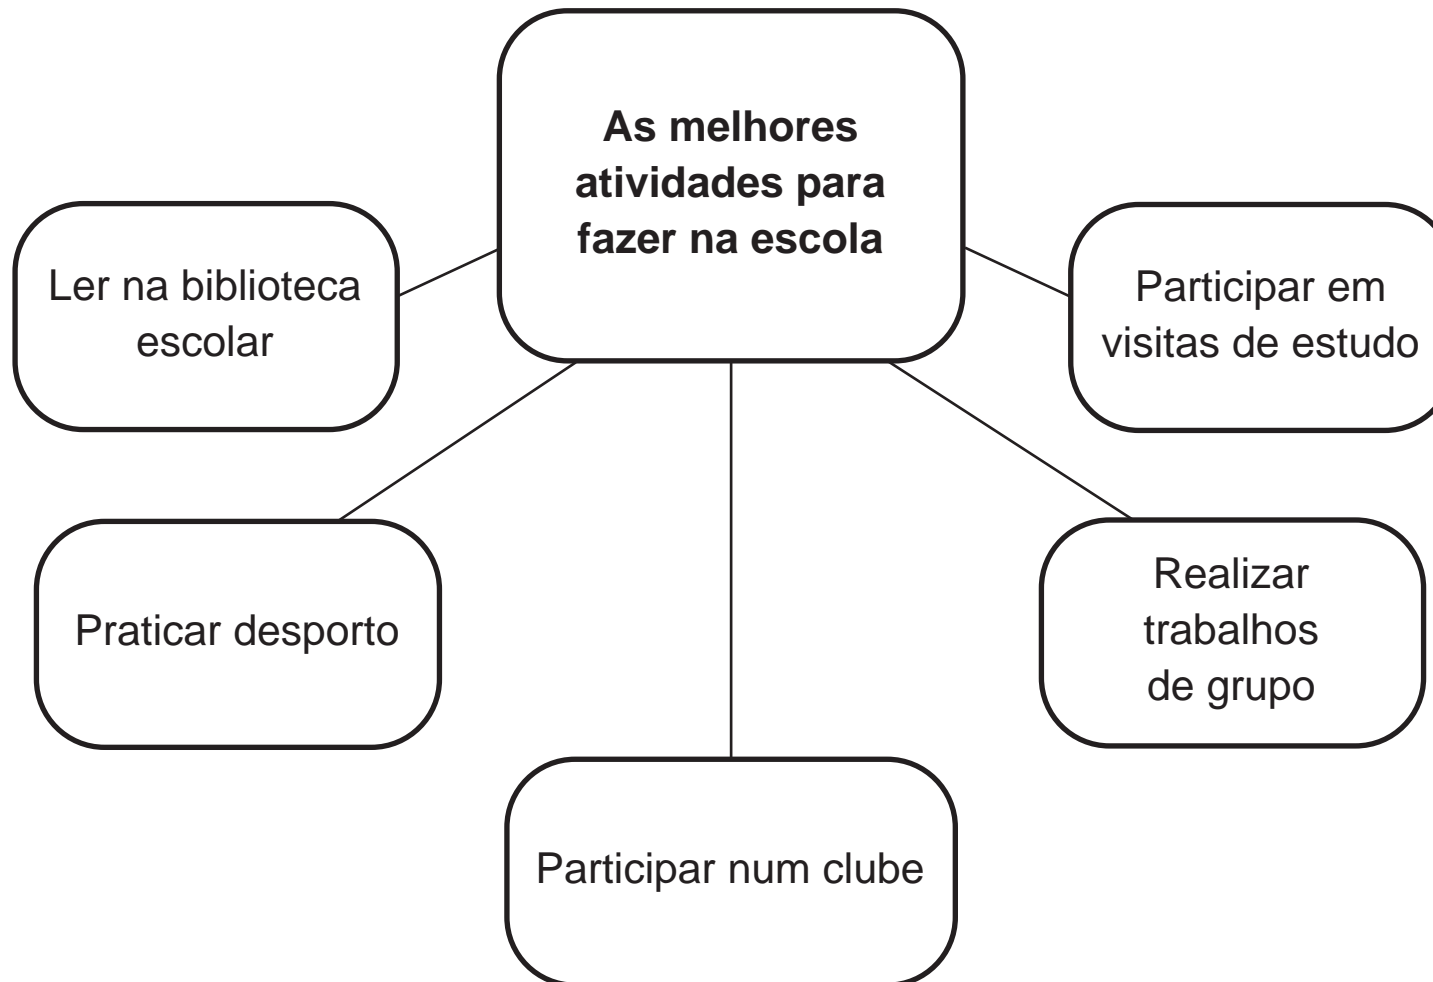 As melhores
atividades para
fazer na escola
Ler na biblioteca
escolar
Participar em
visitas de estudo
Praticar desporto
Realizar
trabalhos
de grupo
Participar num clube